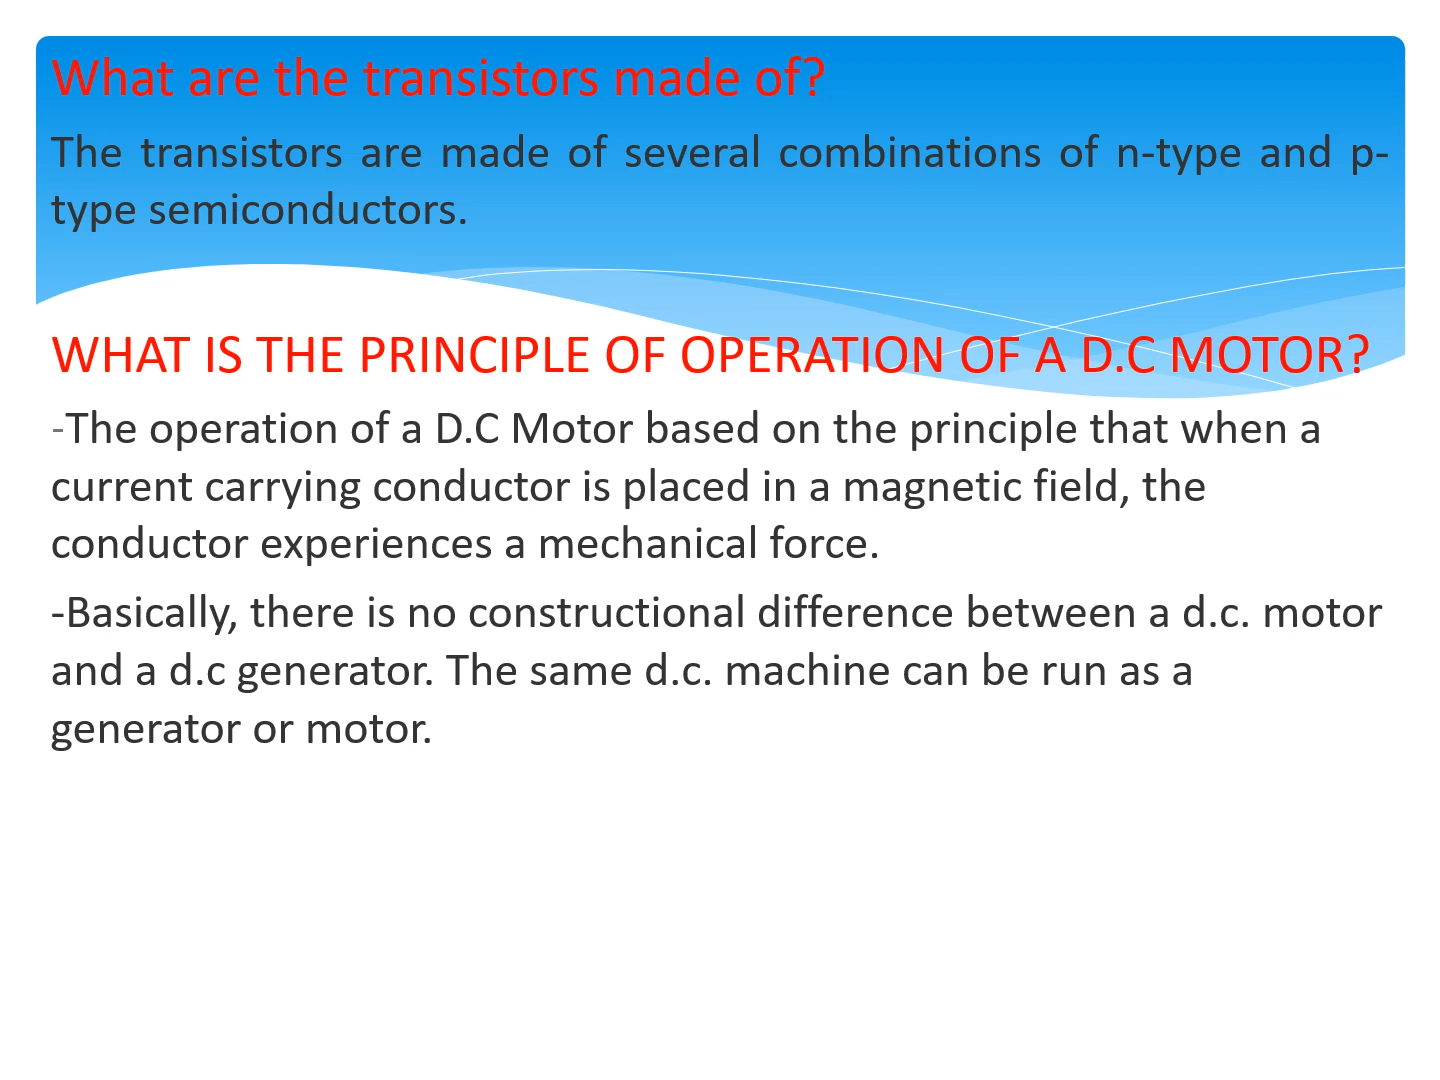 What are the transistors made of?
The transistors are made of several combinations of n-type and p-
type semiconductors.
WHAT IS THE PRINCIPLE OF OPERATION OF A D.C MOTOR?
-The operation of a D.C Motor based on the principle that when a
current carrying conductor is placed in a magnetic field, the
conductor experiences a mechanical force.
-Basically, there is no constructional difference between a d.c. motor
and a d.c generator. The same d.c. machine can be run as a
generator or motor.